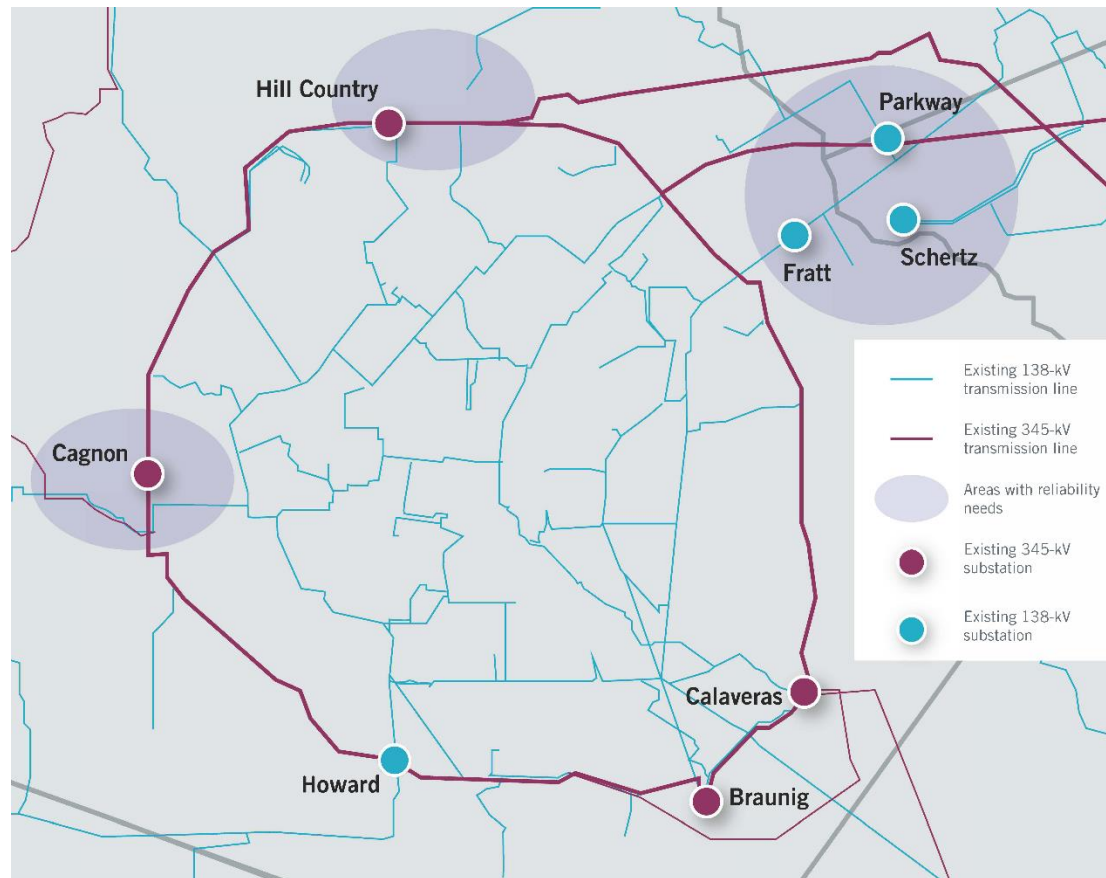 Hill Country
Parkway
Fratt
Schertz
Cagnon
Calaveras
Howard
Braunig
Existing 138-kV
transmission line
Existing 345-kV
transmission line
Areas with reliability
needs
Existing 345-kV
substation
Existing 138-kV
substation